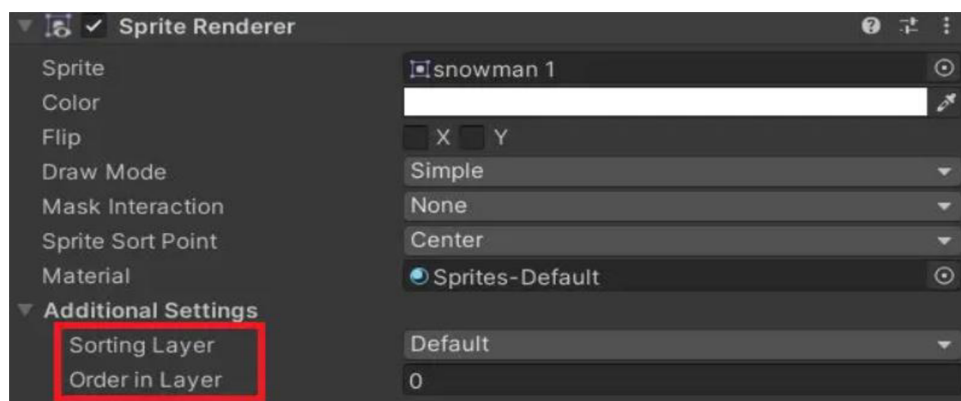 Sprite Renderer
Sprite snowman 1
Color
Flip X Y
Draw Mode Simple
Mask Interaction None
Sprite Sort Point Center
Material Sprites-Default
Additional Settings
Sorting Layer Default
Order in Layer 0